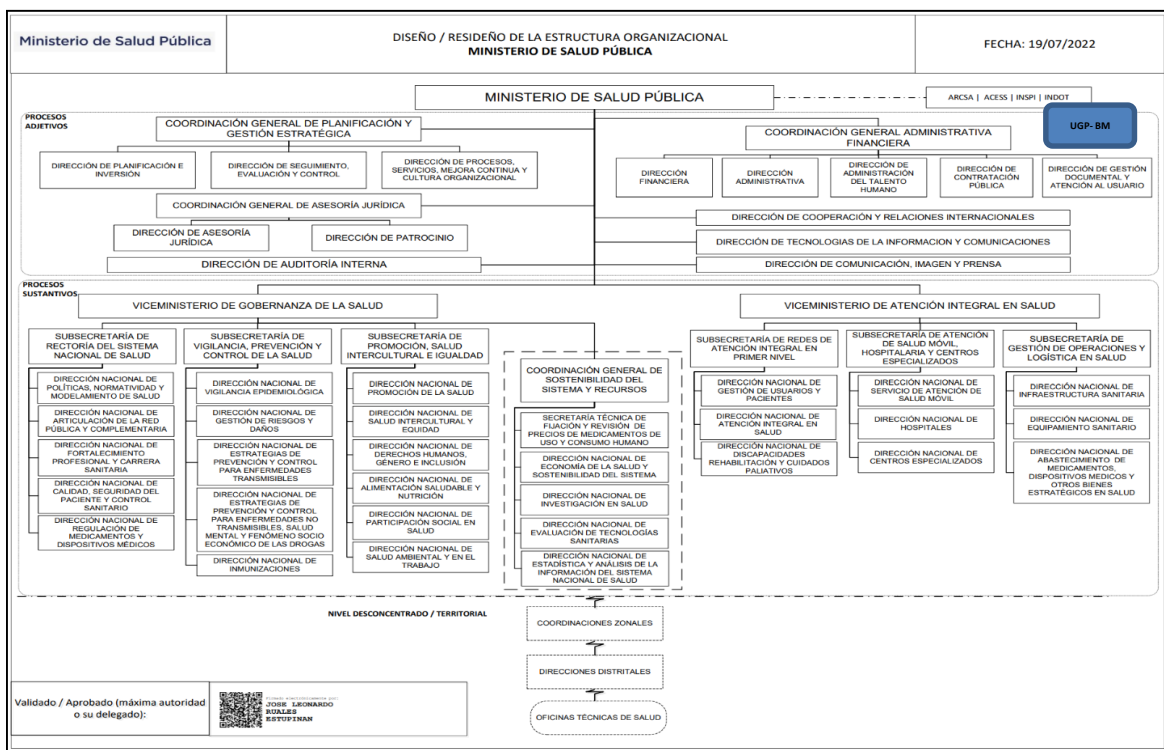 Ministerio de Salud Pública
DISEÑO / RESIDEÑO DE LA ESTRUCTURA ORGANIZACIONAL
MINISTERIO DE SALUD PÚBLICA
FECHA: 19/07/2022
MINISTERIO DE SALUD PÚBLICA
ARCSA | ACESS | INSPI | INDOT
PROCESOS
ADJETIVOS
UGP- BM
COORDINACIÓN GENERAL DE PLANIFICACIÓN Y
GESTIÓN ESTRATÉGICA
COORDINACIÓN GENERAL ADMINISTRATIVA
FINANCIERA
DIRECCIÓN DE PLANIFICACIÓN E
INVERSIÓN
DIRECCIÓN DE SEGUIMIENTO,
EVALUACIÓN Y CONTROL
DIRECCIÓN DE PROCESOS,
SERVICIOS, MEJORA CONTINUA Y
CULTURA ORGANIZACIONAL
DIRECCIÓN
FINANCIERA
DIRECCIÓN
ADMINISTRATIVA
DIRECCIÓN DE
ADMINISTRACIÓN
DEL TALENTO
HUMANO
DIRECCIÓN DE
CONTRATACIÓN
PÚBLICA
DIRECCIÓN DE GESTIÓN
DOCUMENTAL Y
ATENCIÓN AL USUARIO
COORDINACIÓN GENERAL DE ASESORÍA JURÍDICA
DIRECCIÓN DE ASESORÍA
JURÍDICA
DIRECCIÓN DE PATROCINIO
DIRECCIÓN DE AUDITORÍA INTERNA
DIRECCIÓN DE COOPERACIÓN Y RELACIONES INTERNACIONALES
DIRECCIÓN DE TECNOLOGIAS DE LA INFORMACION Y COMUNICACIONES
DIRECCIÓN DE COMUNICACIÓN, IMAGEN Y PRENSA
PROCESOS
SUSTANTIVOS
VICEMINISTERIO DE GOBERNANZA DE LA SALUD
VICEMINISTERIO DE ATENCIÓN INTEGRAL EN SALUD
SUBSECRETARÍA DE
RECTORÍA DEL SISTEMA
NACIONAL DE SALUD
DIRECCIÓN NACIONAL DE
POLÍTICAS, NORMATIVIDAD Y
MODELAMIENTO DE SALUD
DIRECCIÓN NACIONAL DE
ARTICULACIÓN DE LA RED
PÚBLICA Y COMPLEMENTARIA
DIRECCIÓN NACIONAL DE
FORTALECIMIENTO
PROFESIONAL Y CARRERA
SANITARIA
DIRECCIÓN NACIONAL DE
CALIDAD, SEGURIDAD DEL
PACIENTE Y CONTROL
SANITARIO
DIRECCIÓN NACIONAL DE
REGULACIÓN DE
MEDICAMENTOS Y
DISPOSITIVOS MÉDICOS
SUBSECRETARÍA DE
VIGILANCIA, PREVENCIÓN Y
CONTROL DE LA SALUD
DIRECCIÓN NACIONAL DE
VIGILANCIA EPIDEMIOLÓGICA
DIRECCIÓN NACIONAL DE
GESTIÓN DE RIESGOS Y
DAÑOS
DIRECCIÓN NACIONAL DE
ESTRATEGIAS DE
PREVENCIÓN Y CONTROL
PARA ENFERMEDADES
TRANSMISIBLES
DIRECCIÓN NACIONAL DE
ESTRATEGIAS DE
PREVENCIÓN Y CONTROL
PARA ENFERMEDADES NO
TRANSMISIBLES, SALUD
MENTAL Y FENÓMENO SOCIO
ECONÓMICO DE LAS DROGAS
DIRECCIÓN NACIONAL DE
INMUNIZACIONES
SUBSECRETARÍA DE
PROMOCIÓN, SALUD
INTERCULTURAL E IGUALDAD
DIRECCIÓN NACIONAL DE
PROMOCIÓN DE LA SALUD
DIRECCIÓN NACIONAL DE
SALUD INTERCULTURAL Y
EQUIDAD
DIRECCIÓN NACIONAL DE
DERECHOS HUMANOS,
GÉNERO E INCLUSIÓN
DIRECCIÓN NACIONAL DE
ALIMENTACIÓN SALUDABLE Y
NUTRICIÓN
DIRECCIÓN NACIONAL DE
PARTICIPACIÓN SOCIAL EN
SALUD
DIRECCIÓN NACIONAL DE
SALUD AMBIENTAL Y EN EL
TRABAJO
COORDINACIÓN GENERAL DE
SOSTENIBILIDAD DEL
SISTEMA Y RECURSOS
SECRETARÍA TÉCNICA DE
FIJACIÓN Y REVISIÓN DE
PRECIOS DE MEDICAMENTOS DE
USO Y CONSUMO HUMANO
DIRECCIÓN NACIONAL DE
ECONOMÍA DE LA SALUD Y
SOSTENIBILIDAD DEL SISTEMA
DIRECCIÓN NACIONAL DE
INVESTIGACIÓN EN SALUD
DIRECCIÓN NACIONAL DE
EVALUACIÓN DE TECNOLOGÍAS
SANITARIAS
DIRECCIÓN NACIONAL DE
ESTADÍSTICA Y ANÁLISIS DE LA
INFORMACIÓN DEL SISTEMA
NACIONAL DE SALUD
SUBSECRETARÍA DE REDES DE
ATENCIÓN INTEGRAL EN
PRIMER NIVEL
DIRECCIÓN NACIONAL DE
GESTIÓN DE USUARIOS Y
PACIENTES
DIRECCIÓN NACIONAL DE
ATENCIÓN INTEGRAL EN
SALUD
DIRECCIÓN NACIONAL DE
DISCAPACIDADES
REHABILITACIÓN Y CUIDADOS
PALIATIVOS
SUBSECRETARÍA DE ATENCIÓN
DE SALUD MÓVIL,
HOSPITALARIA Y CENTROS
ESPECIALIZADOS
DIRECCIÓN NACIONAL DE
SERVICIO DE ATENCIÓN DE
SALUD MÓVIL
DIRECCIÓN NACIONAL DE
HOSPITALES
DIRECCIÓN NACIONAL DE
CENTROS ESPECIALIZADOS
SUBSECRETARÍA DE
GESTIÓN DE OPERACIONES Y
LOGÍSTICA EN SALUD
DIRECCIÓN NACIONAL DE
INFRAESTRUCTURA SANITARIA
DIRECCIÓN NACIONAL DE
EQUIPAMIENTO SANITARIO
DIRECCIÓN NACIONAL DE
ABASTECIMIENTO DE
MEDICAMENTOS,
DISPOSITIVOS MEDICOS Y
OTROS BIENES
ESTRATÉGICOS EN SALUD
NIVEL DESCONCENTRADO / TERRITORIAL
COORDINACIONES ZONALES
DIRECCIONES DISTRITALES
OFICINAS TÉCNICAS DE SALUD
Validado / Aprobado (máxima autoridad
o su delegado):
Firmado electrónicamente por:
JOSE LEONARDO
RUALES
ESTUPINAN